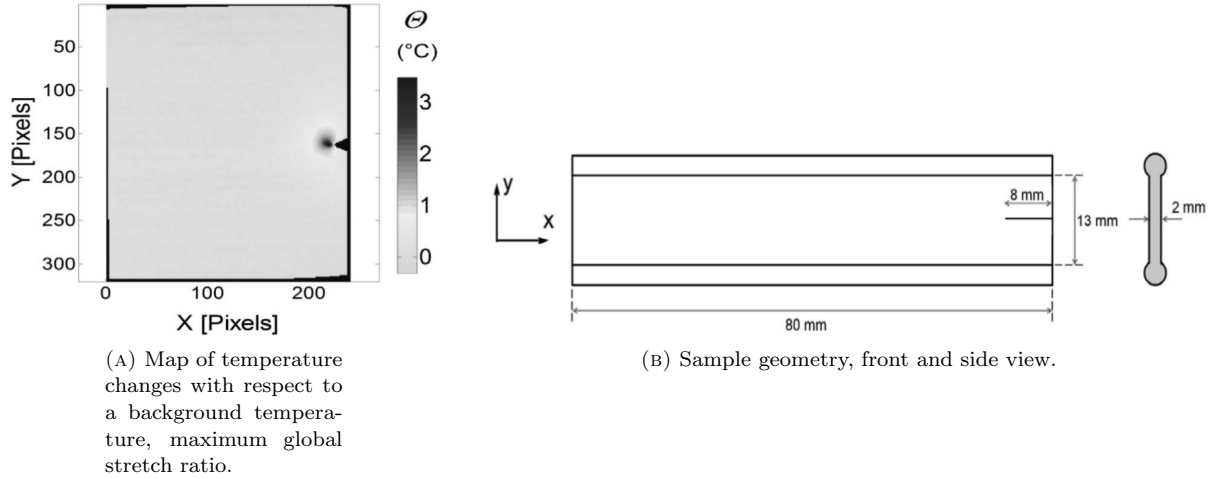 Θ
(°C)
50
100
150
200
250
300
Y [Pixels]
0
100
200
X [Pixels]
3
2
1
0
y
x
8 mm
13 mm
2 mm
80 mm
(A) Map of temperature
changes with respect to
a background tempera-
ture, maximum global
stretch ratio.
(B) Sample geometry, front and side view.